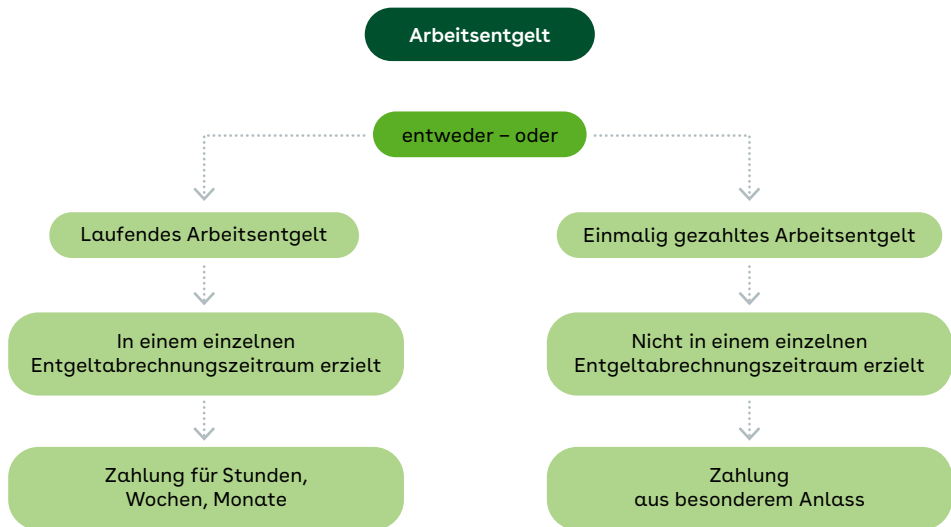 Arbeitsentgelt
entweder – oder
Laufendes Arbeitsentgelt
Einmalig gezahltes Arbeitsentgelt
In einem einzelnen
Entgeltabrechnungszeitraum erzielt
Nicht in einem einzelnen
Entgeltabrechnungszeitraum erzielt
Zahlung für Stunden,
Wochen, Monate
Zahlung
aus besonderem Anlass